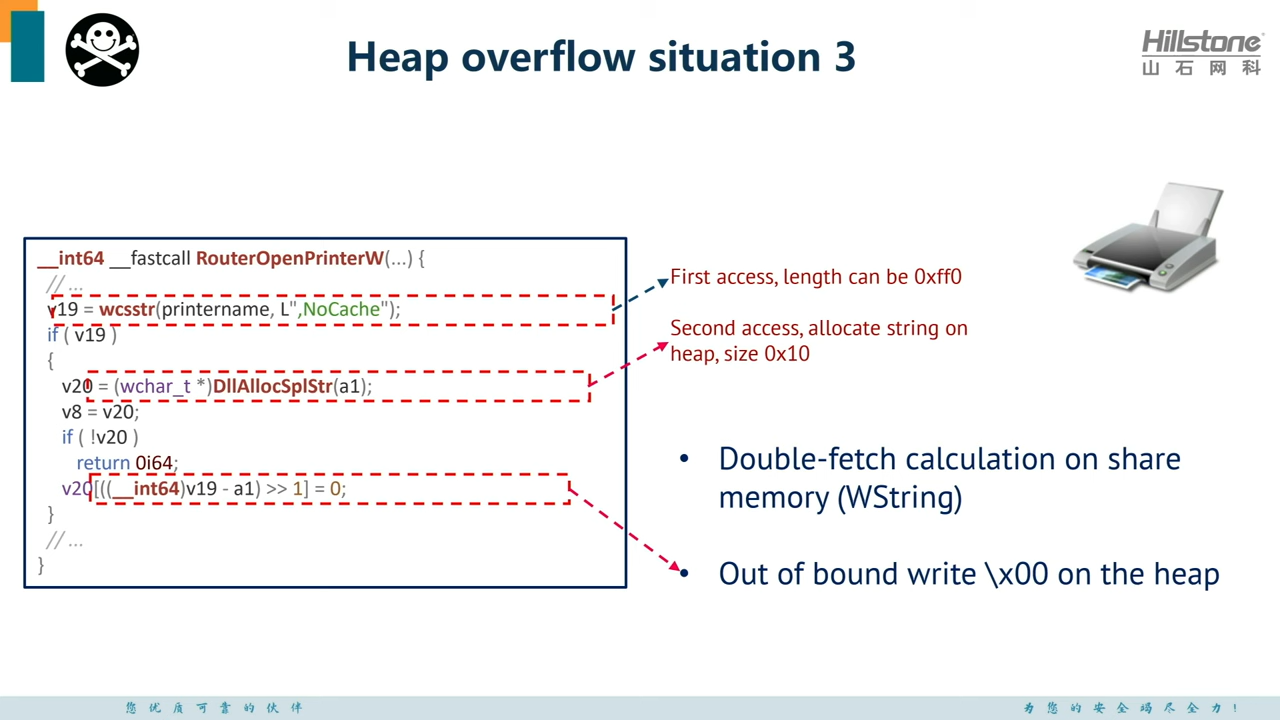 Heap overflow situation 3
Hillstone
山石网科
__int64 __fastcall RouterOpenPrinterW(...) {
// ...
v19 = wcsstr(printername, L",NoCache");
if ( v19 )
{
v20 = (wchar_t *)DllAllocSplStr(a1);
v8 = v20;
if ( !v20 )
return 0i64;
v20[((__int64)v19 - a1) >> 1] = 0;
}
// ...
}
First access, length can be 0xff0
Second access, allocate string on
heap, size 0x10
• Double-fetch calculation on share
memory (WString)
• Out of bound write \x00 on the heap
您优质可靠的伙伴
为您的安全竭尽全力！